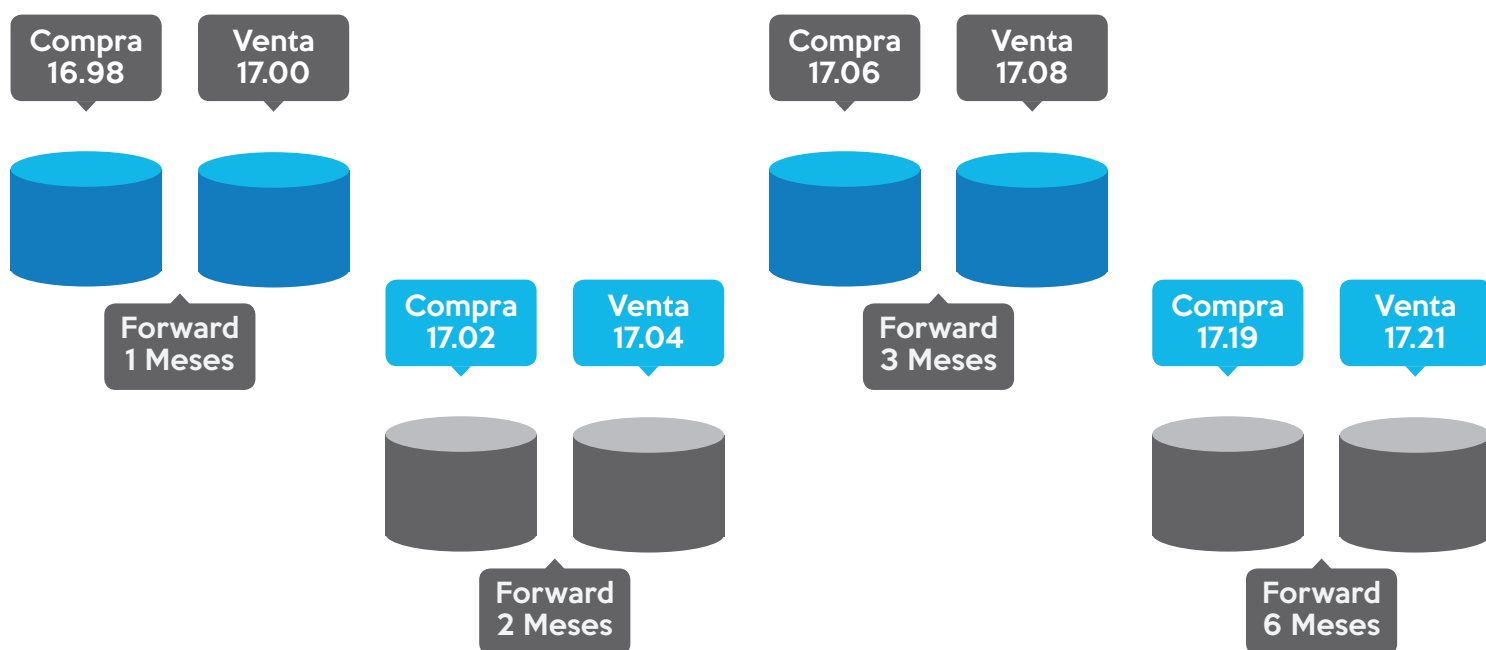 Compra
16.98
Venta
17.00
Forward
1 Meses
Compra
17.02
Venta
17.04
Forward
2 Meses
Compra
17.06
Venta
17.08
Forward
3 Meses
Compra
17.19
Venta
17.21
Forward
6 Meses